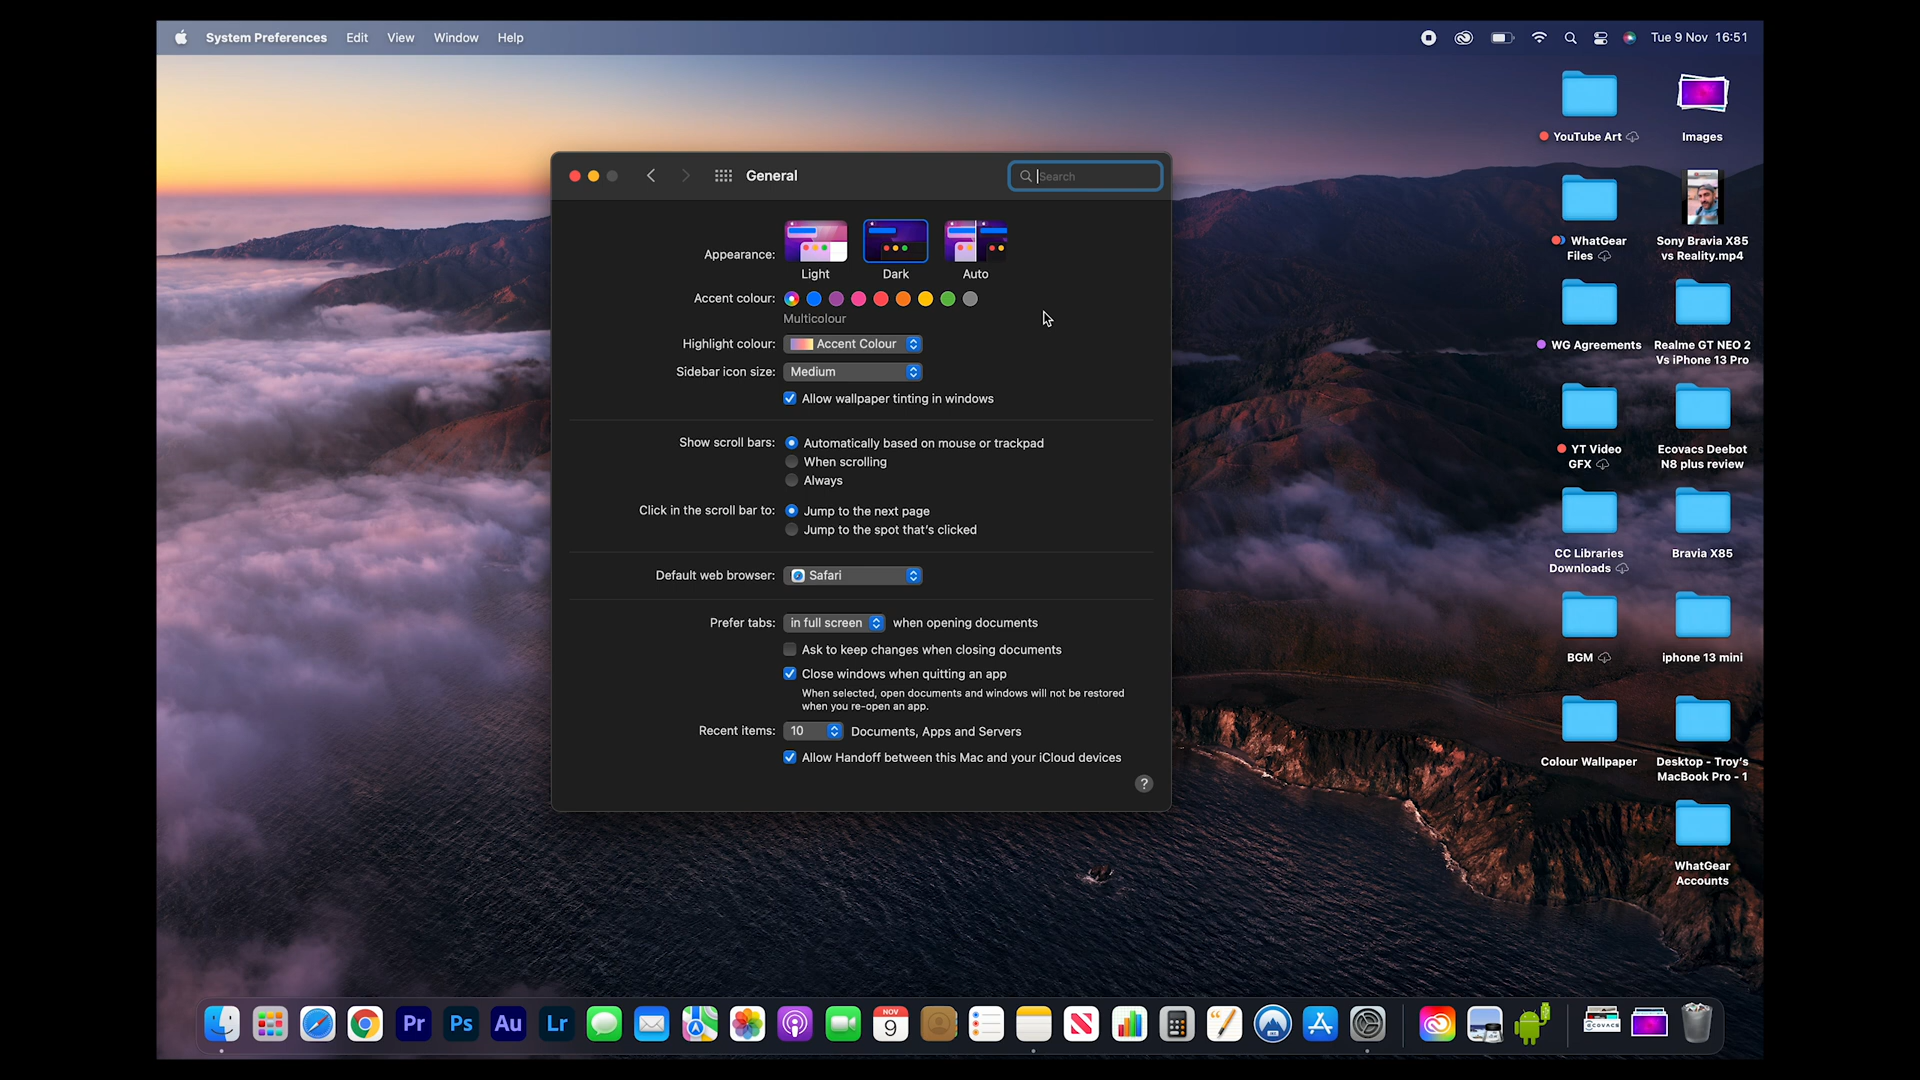 System Preferences Edit View Window Help
Tue 9 Nov 16:51
General
Search
Appearance:
Light Dark Auto
Accent colour:
Multicolour
Highlight colour: Accent Colour
Sidebar icon size: Medium
Allow wallpaper tinting in windows
Show scroll bars: Automatically based on mouse or trackpad
When scrolling
Always
Click in the scroll bar to: Jump to the next page
Jump to the spot that's clicked
Default web browser: Safari
Prefer tabs: in full screen when opening documents
Ask to keep changes when closing documents
Close windows when quitting an app
When selected, open documents and windows will not be restored
when you re-open an app.
Recent items: 10 Documents, Apps and Servers
Allow Handoff between this Mac and your iCloud devices
?
YouTube Art
Images
WhatGear
Files
Sony Bravia X85
vs Reality.mp4
WG Agreements
Realme GT NEO 2
Vs iPhone 13 Pro
YT Video
GFX
Ecovacs Deebot
N8 plus review
CC Libraries
Downloads
Bravia X85
BGM
iphone 13 mini
Colour Wallpaper
Desktop - Troy's
MacBook Pro - 1
WhatGear
Accounts
Pr Ps Au Lr
NOV
9
ECOVACS